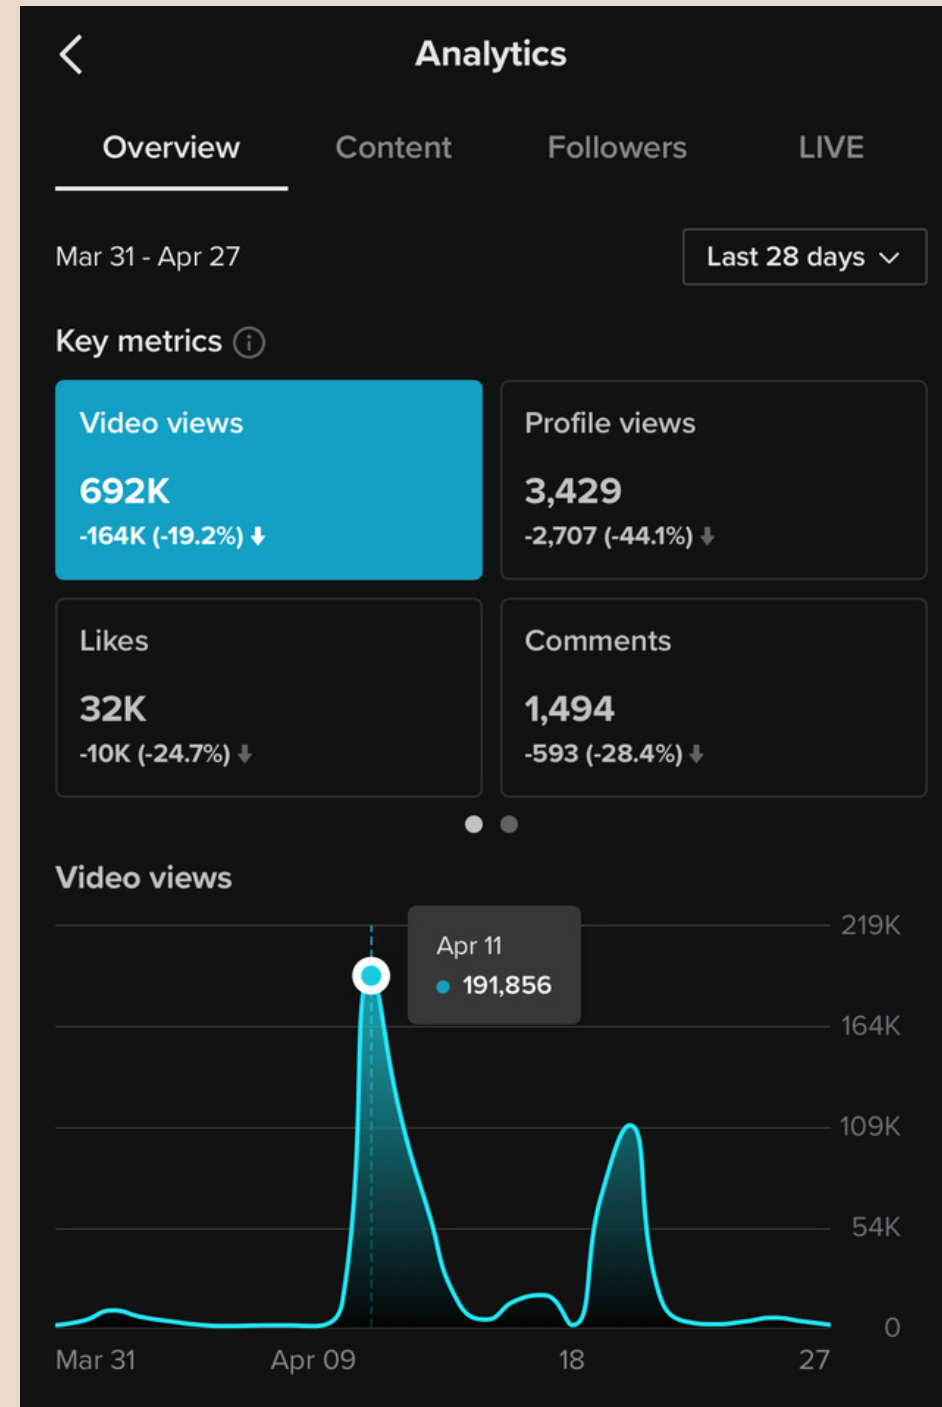 Analytics
Overview Content Followers LIVE
Mar 31 - Apr 27 Last 28 days
Key metrics
Video views Profile views
692K 3,429
-164K (-19.2%) -2,707 (-44.1%)
Likes Comments
32K 1,494
-10K (-24.7%) -593 (-28.4%)
Video views
219K
Apr 11
191,856
164K
109K
54K
0
Mar 31 Apr 09 18 27